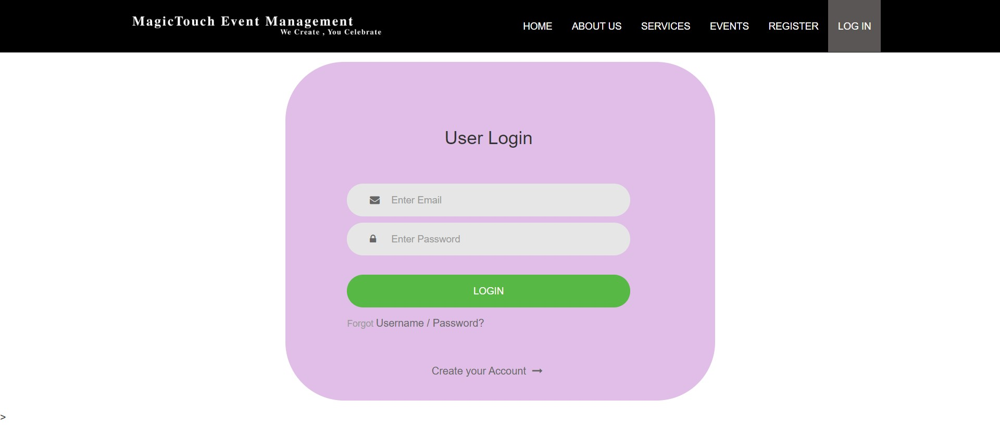 MagicTouch Event Management
We Create , You Celebrate
HOME ABOUT US SERVICES EVENTS REGISTER LOG IN
User Login
Enter Email
Enter Password
LOGIN
Forgot Username / Password?
Create your Account
>